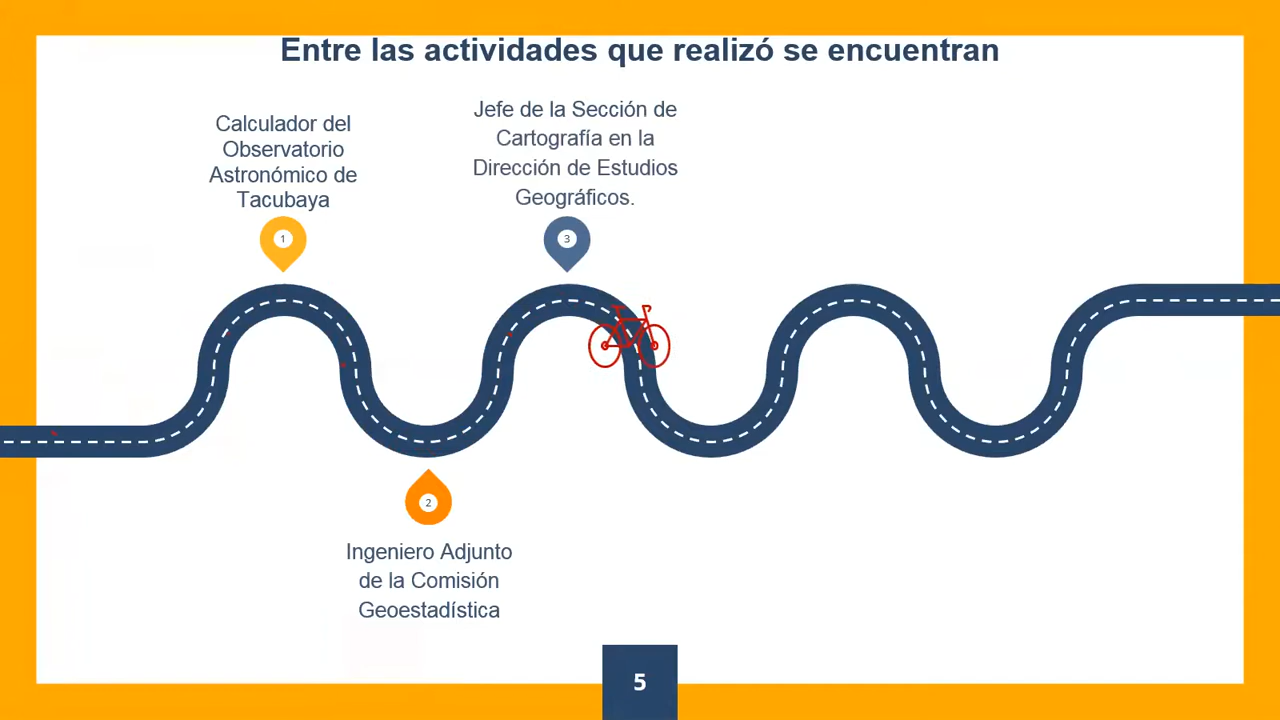 Entre las actividades que realizó se encuentran
Calculador del
Observatorio
Astronómico de
Tacubaya
1
Jefe de la Sección de
Cartografía en la
Dirección de Estudios
Geográficos.
3
2
Ingeniero Adjunto
de la Comisión
Geoestadística
5